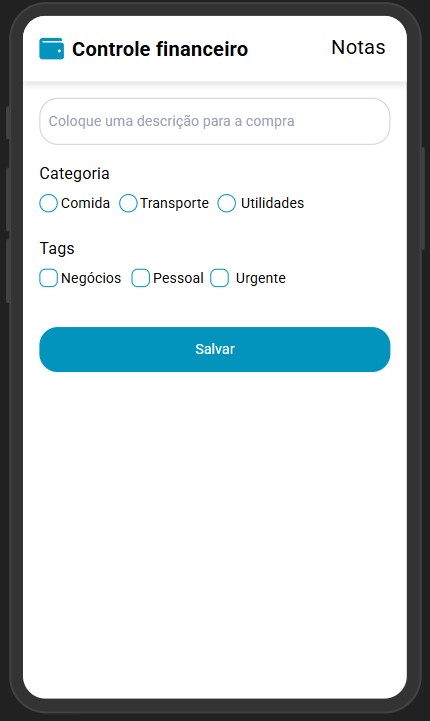 Controle financeiro Notas
Coloque uma descrição para a compra
Categoria
Comida Transporte Utilidades
Tags
Negócios Pessoal Urgente
Salvar